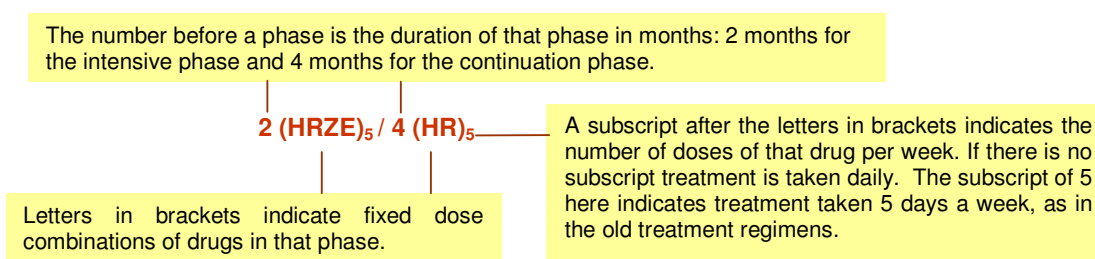 The number before a phase is the duration of that phase in months: 2 months for
the intensive phase and 4 months for the continuation phase.
2 (HRZE)5 / 4 (HR)5
A subscript after the letters in brackets indicates the
number of doses of that drug per week. If there is no
subscript treatment is taken daily. The subscript of 5
here indicates treatment taken 5 days a week, as in
the old treatment regimens.
Letters in brackets indicate fixed dose
combinations of drugs in that phase.